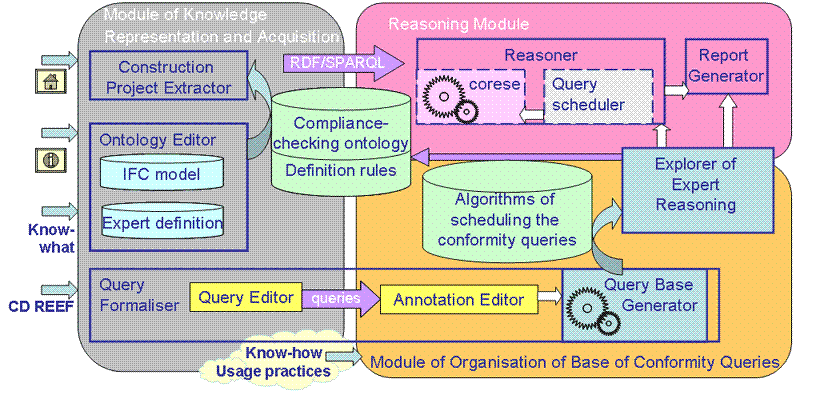 Module of Knowledge
Representation and Acquisition
Reasoning Module
RDF/SPARQL
Construction
Project Extractor
Reasoner
corese
Query
scheduler
Report
Generator
Ontology Editor
IFC model
Expert definition
Compliance-
checking ontology
Definition rules
Explorer of
Expert
Reasoning
Algorithms of
scheduling the
conformity queries
Know-
what
CD REEF
Query
Formaliser
Query Editor
queries
Annotation Editor
Query Base
Generator
Know-how
Usage practices
Module of Organisation of Base of Conformity Queries